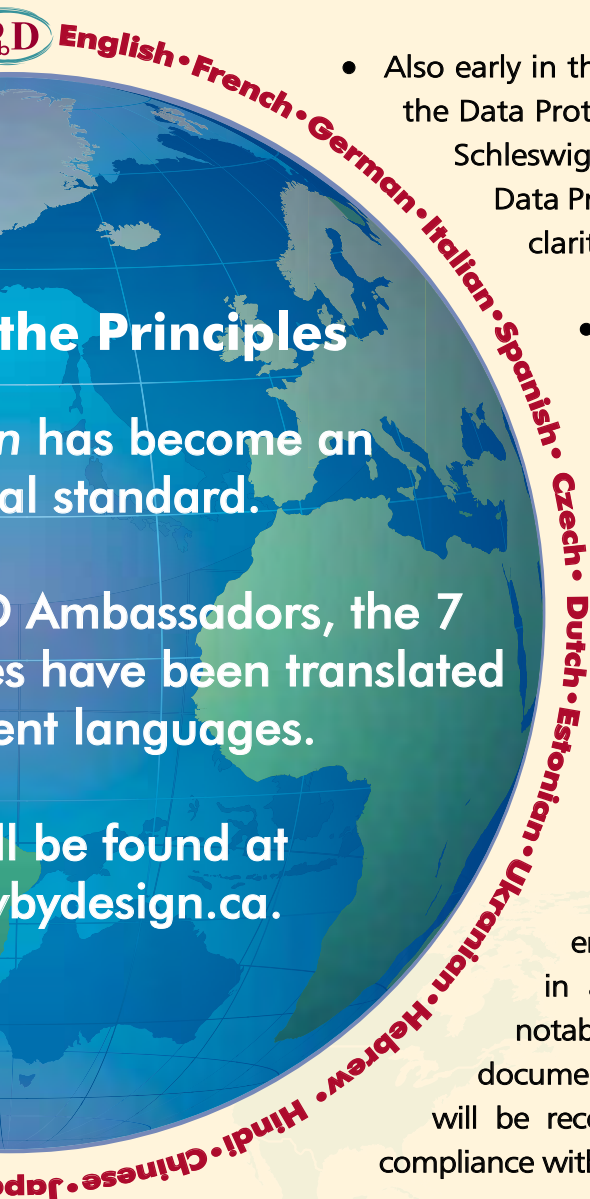 bD
English • French • German • Italian • Spanish • Czech • Dutch • Estonian • Ukranian • Hebrew • Hindi • Chinese • Jap
• Also early in th
the Data Prot
Schleswig
Data Pr
clarit
•
the Principles
n has become an
al standard.
D Ambassadors, the 7
es have been translated
ent languages.
ll be found at
ybydesign.ca.
en
in
notab
docume
will be rec
compliance with